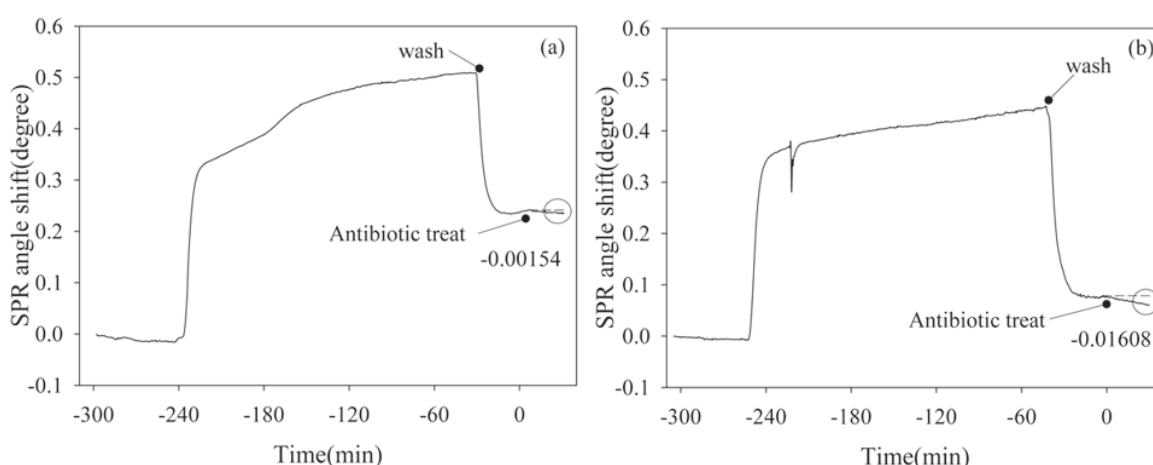 (a)
SPR angle shift(degree)
0.6
0.5
0.4
0.3
0.2
0.1
0.0
-0.1
wash
Antibiotic treat
-0.00154
-300 -240 -180 -120 -60 0
Time(min)
(b)
SPR angle shift(degree)
0.6
0.5
0.4
0.3
0.2
0.1
0.0
-0.1
wash
Antibiotic treat
-0.01608
-300 -240 -180 -120 -60 0
Time(min)